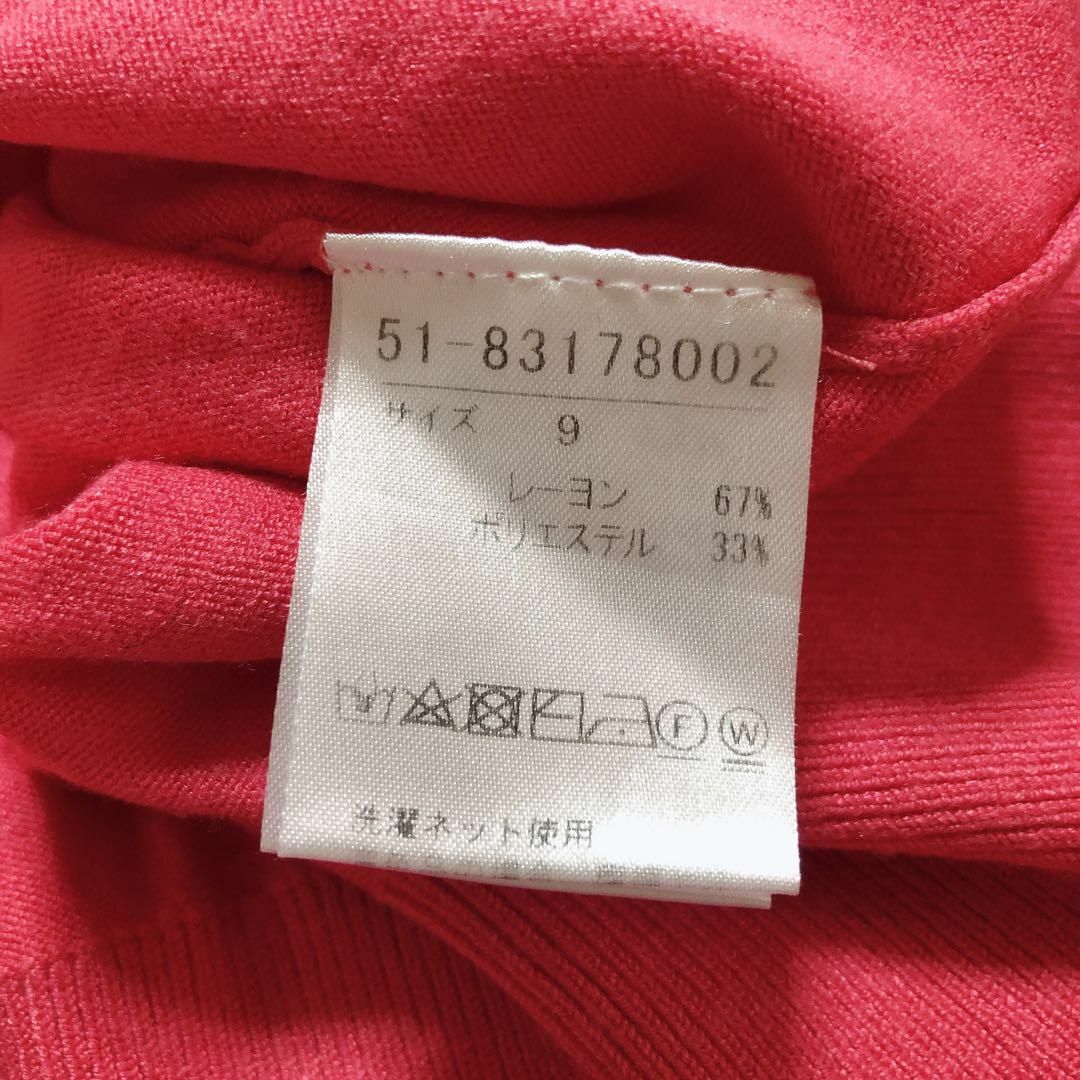 51-83178002
サイズ 9
レーヨン 67%
ポリエステル 33%
F W
洗濯ネット使用